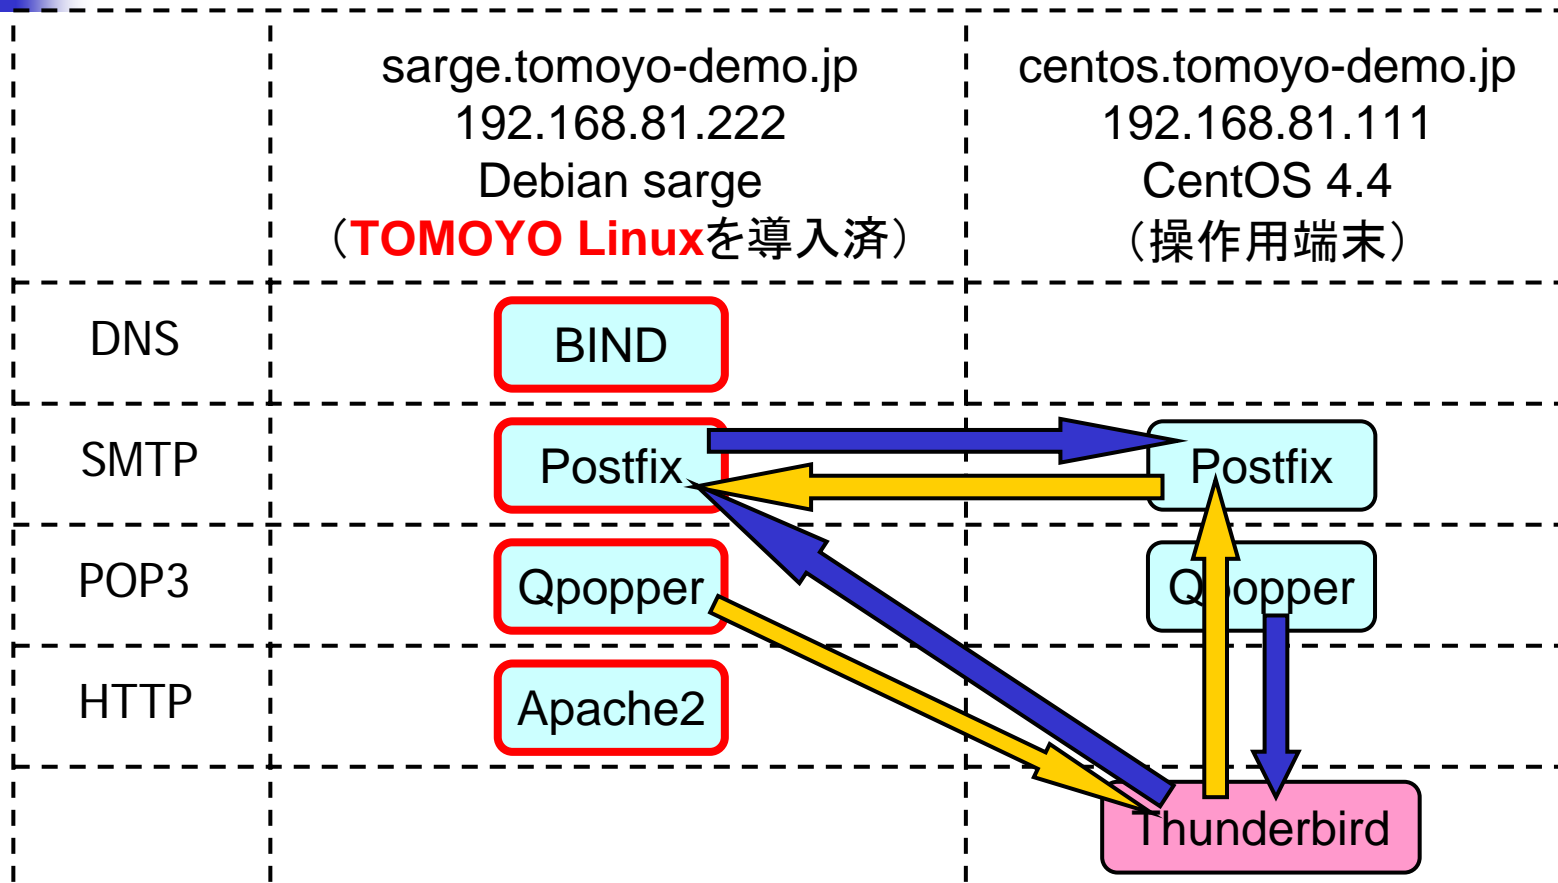 sarge.tomoyo-demo.jp
192.168.81.222
Debian sarge
（TOMOYO Linuxを導入済）
centos.tomoyo-demo.jp
192.168.81.111
CentOS 4.4
（操作用端末）
DNS
BIND
SMTP
Postfix
Postfix
POP3
Qpopper
Qpopper
HTTP
Apache2
Thunderbird